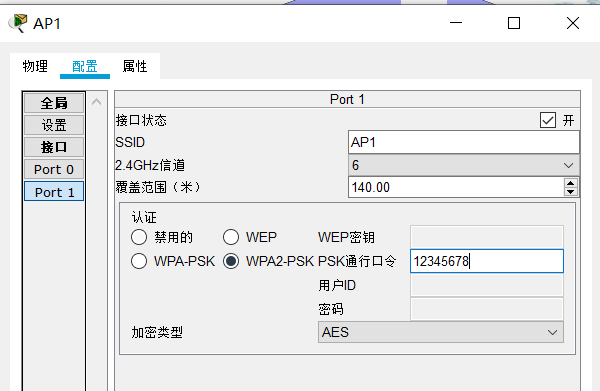 AP1
物理 配置 属性
全局
设置
接口
Port 0
Port 1
Port 1
接口状态 开
SSID AP1
2.4GHz信道 6
覆盖范围（米） 140.00
认证
禁用的 WEP WEP密钥
WPA-PSK WPA2-PSK PSK通行口令 12345678
用户ID
密码
加密类型 AES